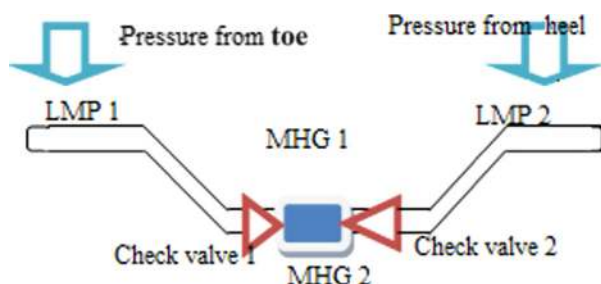 Pressure from toe
Pressure from heel
LMP 1
LMP 2
MHG 1
Check valve 1
Check valve 2
MHG 2